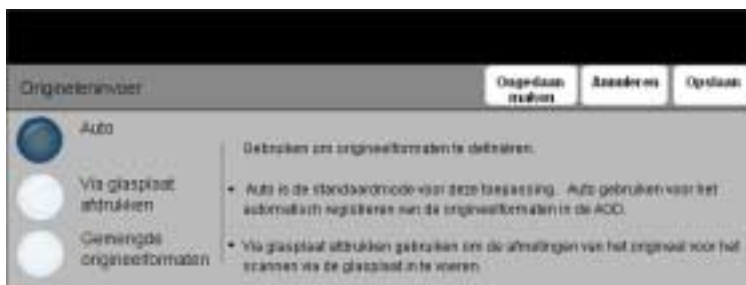 Origineleninvoer
Ongedaan
maken
Annuleren
Opslaan
Auto
Via glasplaat
afdrukken
Gemengde
origineelformaten
Gebruiken om origineelformaten te definiëren.
• Auto is de standaardmode voor deze toepassing. Auto gebruiken voor het
automatisch registreren van de origineelformaten in de AOD.
• Via glasplaat afdrukken gebruiken om de afmetingen van het origineel voor het
scannen via de glasplaat in te voeren.